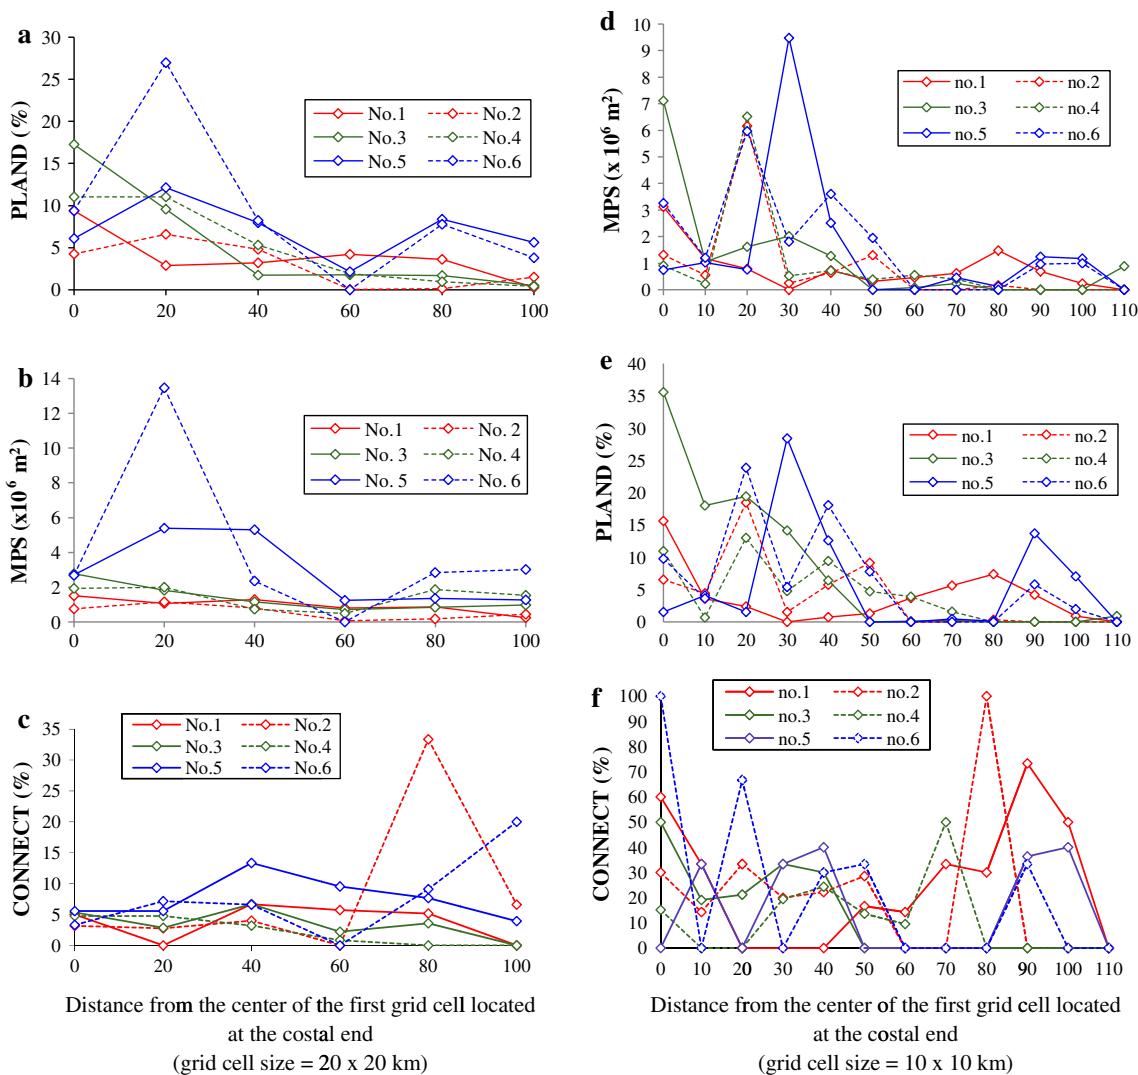 a
PLAND (%)
30
25
20
15
10
5
0
0 20 40 60 80 100
No.1 No.2
No.3 No.4
No.5 No.6
b
MPS (x10⁶ m²)
14
12
10
8
6
4
2
0
0 20 40 60 80 100
No.1 No. 2
No. 3 No. 4
No. 5 No. 6
c
CONNECT (%)
35
30
25
20
15
10
5
0
0 20 40 60 80 100
No.1 No.2
No.3 No.4
No.5 No.6
Distance from the center of the first grid cell located
at the costal end
(grid cell size = 20 x 20 km)
d
MPS (x 10⁶ m²)
10
9
8
7
6
5
4
3
2
1
0
0 10 20 30 40 50 60 70 80 90 100 110
no.1 no.2
no.3 no.4
no.5 no.6
e
PLAND (%)
40
35
30
25
20
15
10
5
0
0 10 20 30 40 50 60 70 80 90 100 110
no.1 no.2
no.3 no.4
no.5 no.6
f
CONNECT (%)
100
90
80
70
60
50
40
30
20
10
0
0 10 20 30 40 50 60 70 80 90 100 110
no.1 no.2
no.3 no.4
no.5 no.6
Distance from the center of the first grid cell located
at the costal end
(grid cell size = 10 x 10 km)